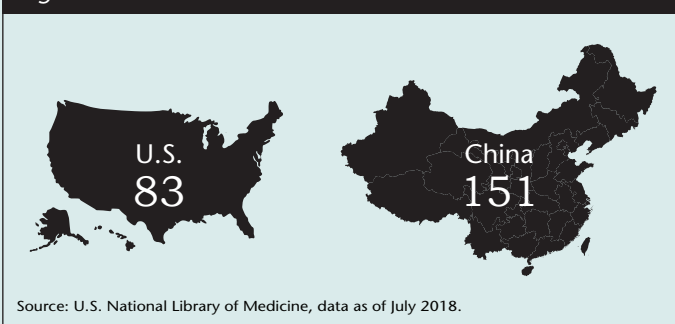 U.S.
83
China
151
Source: U.S. National Library of Medicine, data as of July 2018.